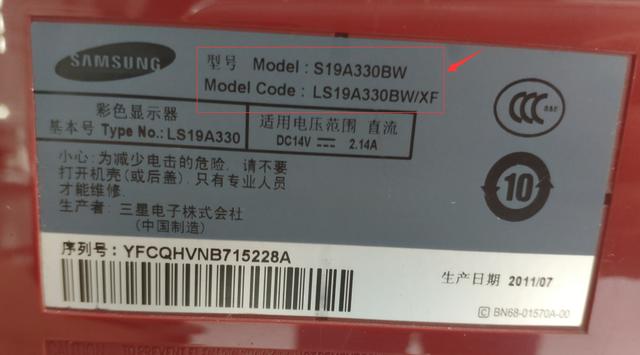 SAMSUNG
型号 Model : S19A330BW
Model Code : LS19A330BW/XF
彩色显示器
基本号 Type No.: LS19A330
适用电压范围 直流
DC14V ⎓ 2.14A
CCC
小心: 为减少电击的危险, 请不要
打开机壳(或后盖). 只有专业人员
才能维修.
生产者: 三星电子株式会社
(中国制造)
10
序列号: YFCQHVNB715228A
生产日期 2011/07
Ⓒ BN68-01570A-00